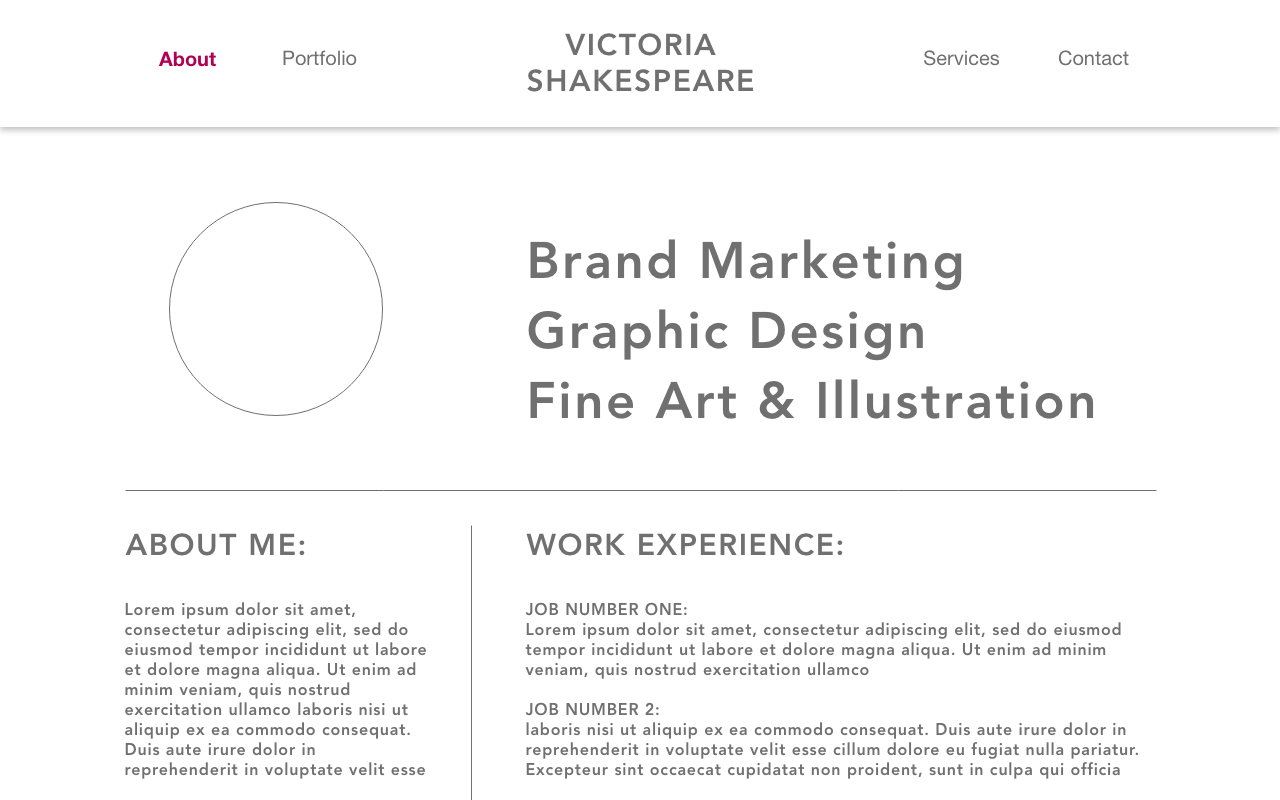 About
Portfolio
VICTORIA
SHAKESPEARE
Services
Contact
Brand Marketing
Graphic Design
Fine Art & Illustration
ABOUT ME:
Lorem ipsum dolor sit amet,
consectetur adipiscing elit, sed do
eiusmod tempor incididunt ut labore
et dolore magna aliqua. Ut enim ad
minim veniam, quis nostrud
exercitation ullamco laboris nisi ut
aliquip ex ea commodo consequat.
Duis aute irure dolor in
reprehenderit in voluptate velit esse
WORK EXPERIENCE:
JOB NUMBER ONE:
Lorem ipsum dolor sit amet, consectetur adipiscing elit, sed do eiusmod
tempor incididunt ut labore et dolore magna aliqua. Ut enim ad minim
veniam, quis nostrud exercitation ullamco
JOB NUMBER 2:
laboris nisi ut aliquip ex ea commodo consequat. Duis aute irure dolor in
reprehenderit in voluptate velit esse cillum dolore eu fugiat nulla pariatur.
Excepteur sint occaecat cupidatat non proident, sunt in culpa qui officia